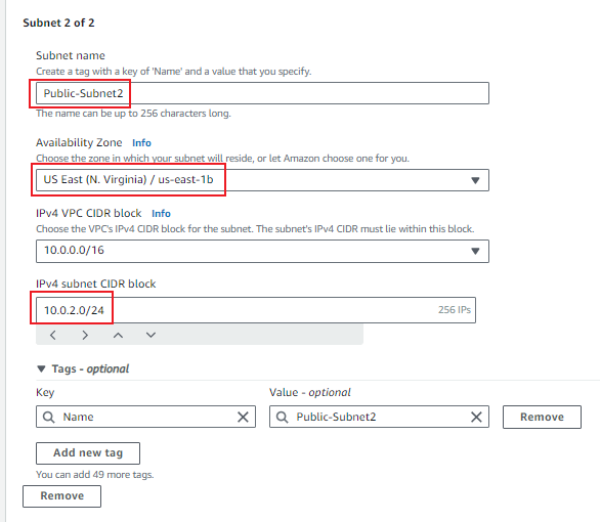 Subnet 2 of 2
Subnet name
Create a tag with a key of 'Name' and a value that you specify.
Public-Subnet2
The name can be up to 256 characters long.
Availability Zone Info
Choose the zone in which your subnet will reside, or let Amazon choose one for you.
US East (N. Virginia) / us-east-1b
IPv4 VPC CIDR block Info
Choose the VPC's IPv4 CIDR block for the subnet. The subnet's IPv4 CIDR must lie within this block.
10.0.0.0/16
IPv4 subnet CIDR block
10.0.2.0/24 256 IPs
Tags - optional
Key Value - optional
Name Public-Subnet2 Remove
Add new tag
You can add 49 more tags.
Remove